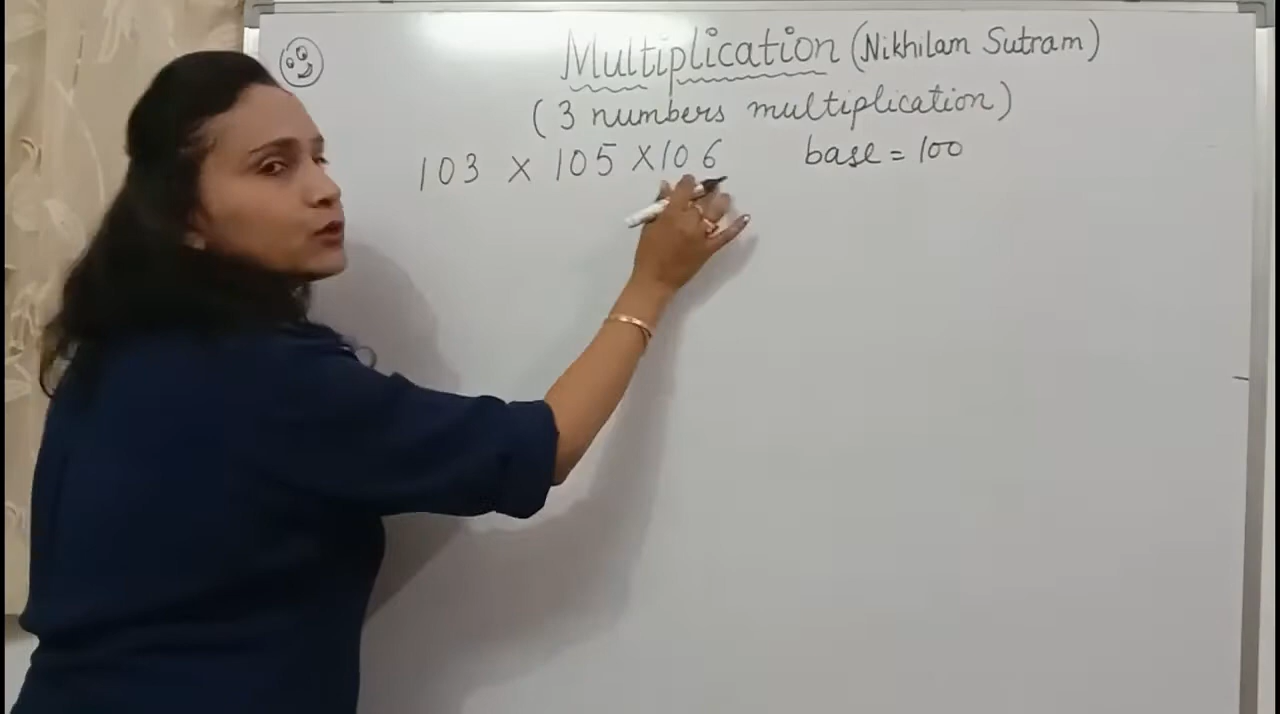 Multiplication (Nikhilam Sutram)
(3 numbers multiplication)
103 × 105 ×106 base = 100